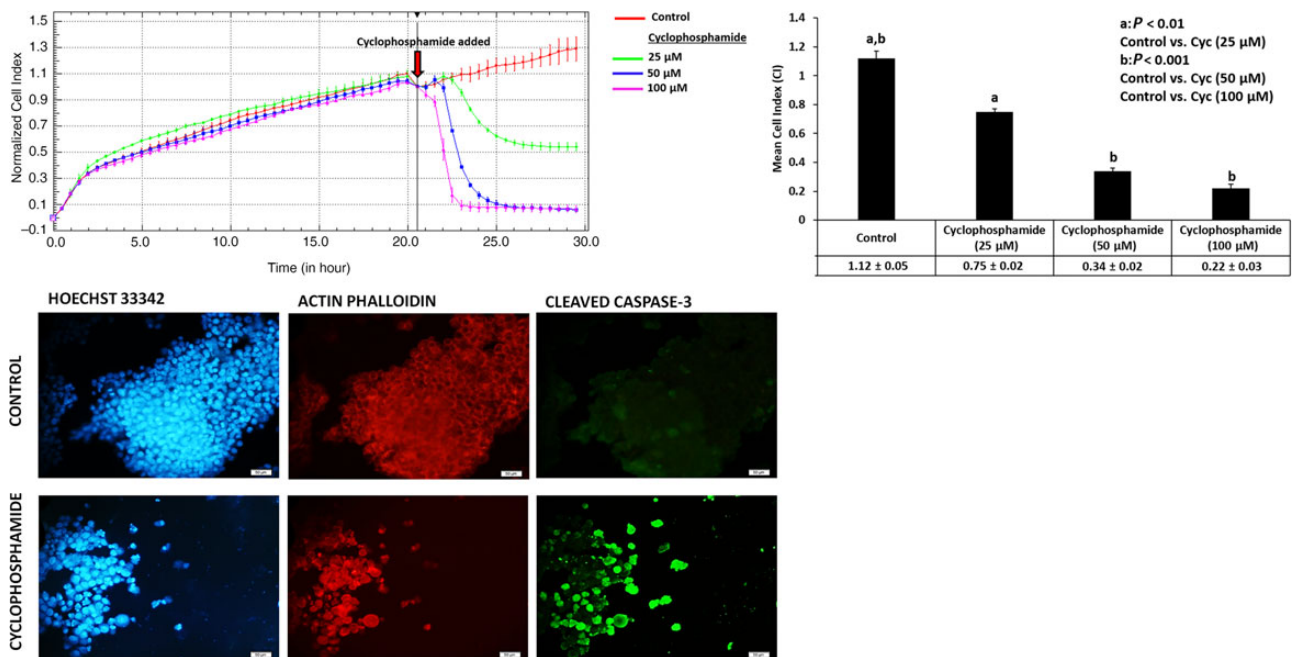 1.5
1.3
1.1
0.9
0.7
0.5
0.3
0.1
−0.1
Normalized Cell Index
0.0 5.0 10.0 15.0 20.0 25.0 30.0
Time (in hour)
Cyclophosphamide added
Control
Cyclophosphamide
25 µM
50 µM
100 µM
1.4
1.2
1
0.8
0.6
0.4
0.2
0
Mean Cell Index (CI)
a,b
a
b
b
a: P < 0.01
Control vs. Cyc (25 µM)
b: P < 0.001
Control vs. Cyc (50 µM)
Control vs. Cyc (100 µM)
Control
Cyclophosphamide
(25 µM)
Cyclophosphamide
(50 µM)
Cyclophosphamide
(100 µM)
1.12 ± 0.05 0.75 ± 0.02 0.34 ± 0.02 0.22 ± 0.03
HOECHST 33342 ACTIN PHALLOIDIN CLEAVED CASPASE-3
CONTROL
CYCLOPHOSPHAMIDE